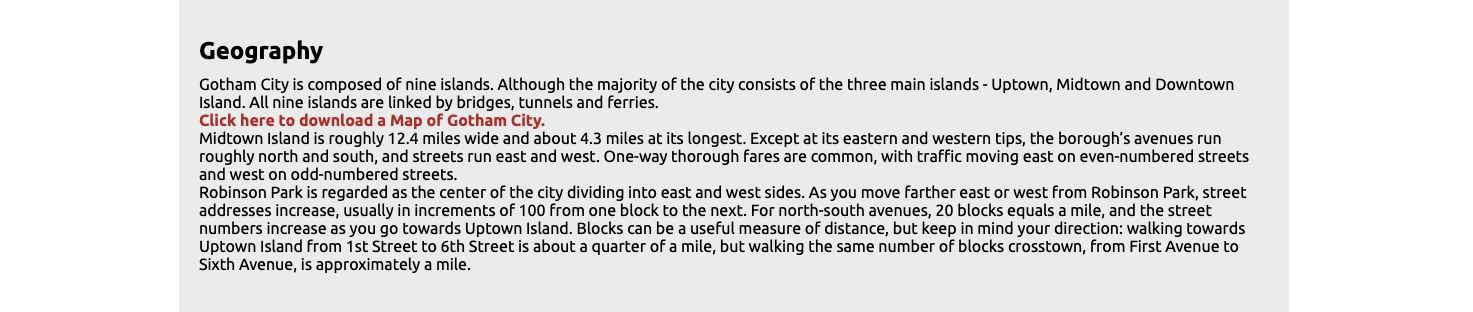 Geography
Gotham City is composed of nine islands. Although the majority of the city consists of the three main islands - Uptown, Midtown and Downtown
Island. All nine islands are linked by bridges, tunnels and ferries.
Click here to download a Map of Gotham City.
Midtown Island is roughly 12.4 miles wide and about 4.3 miles at its longest. Except at its eastern and western tips, the borough's avenues run
roughly north and south, and streets run east and west. One-way thorough fares are common, with traffic moving east on even-numbered streets
and west on odd-numbered streets.
Robinson Park is regarded as the center of the city dividing into east and west sides. As you move farther east or west from Robinson Park, street
addresses increase, usually in increments of 100 from one block to the next. For north-south avenues, 20 blocks equals a mile, and the street
numbers increase as you go towards Uptown Island. Blocks can be a useful measure of distance, but keep in mind your direction: walking towards
Uptown Island from 1st Street to 6th Street is about a quarter of a mile, but walking the same number of blocks crosstown, from First Avenue to
Sixth Avenue, is approximately a mile.